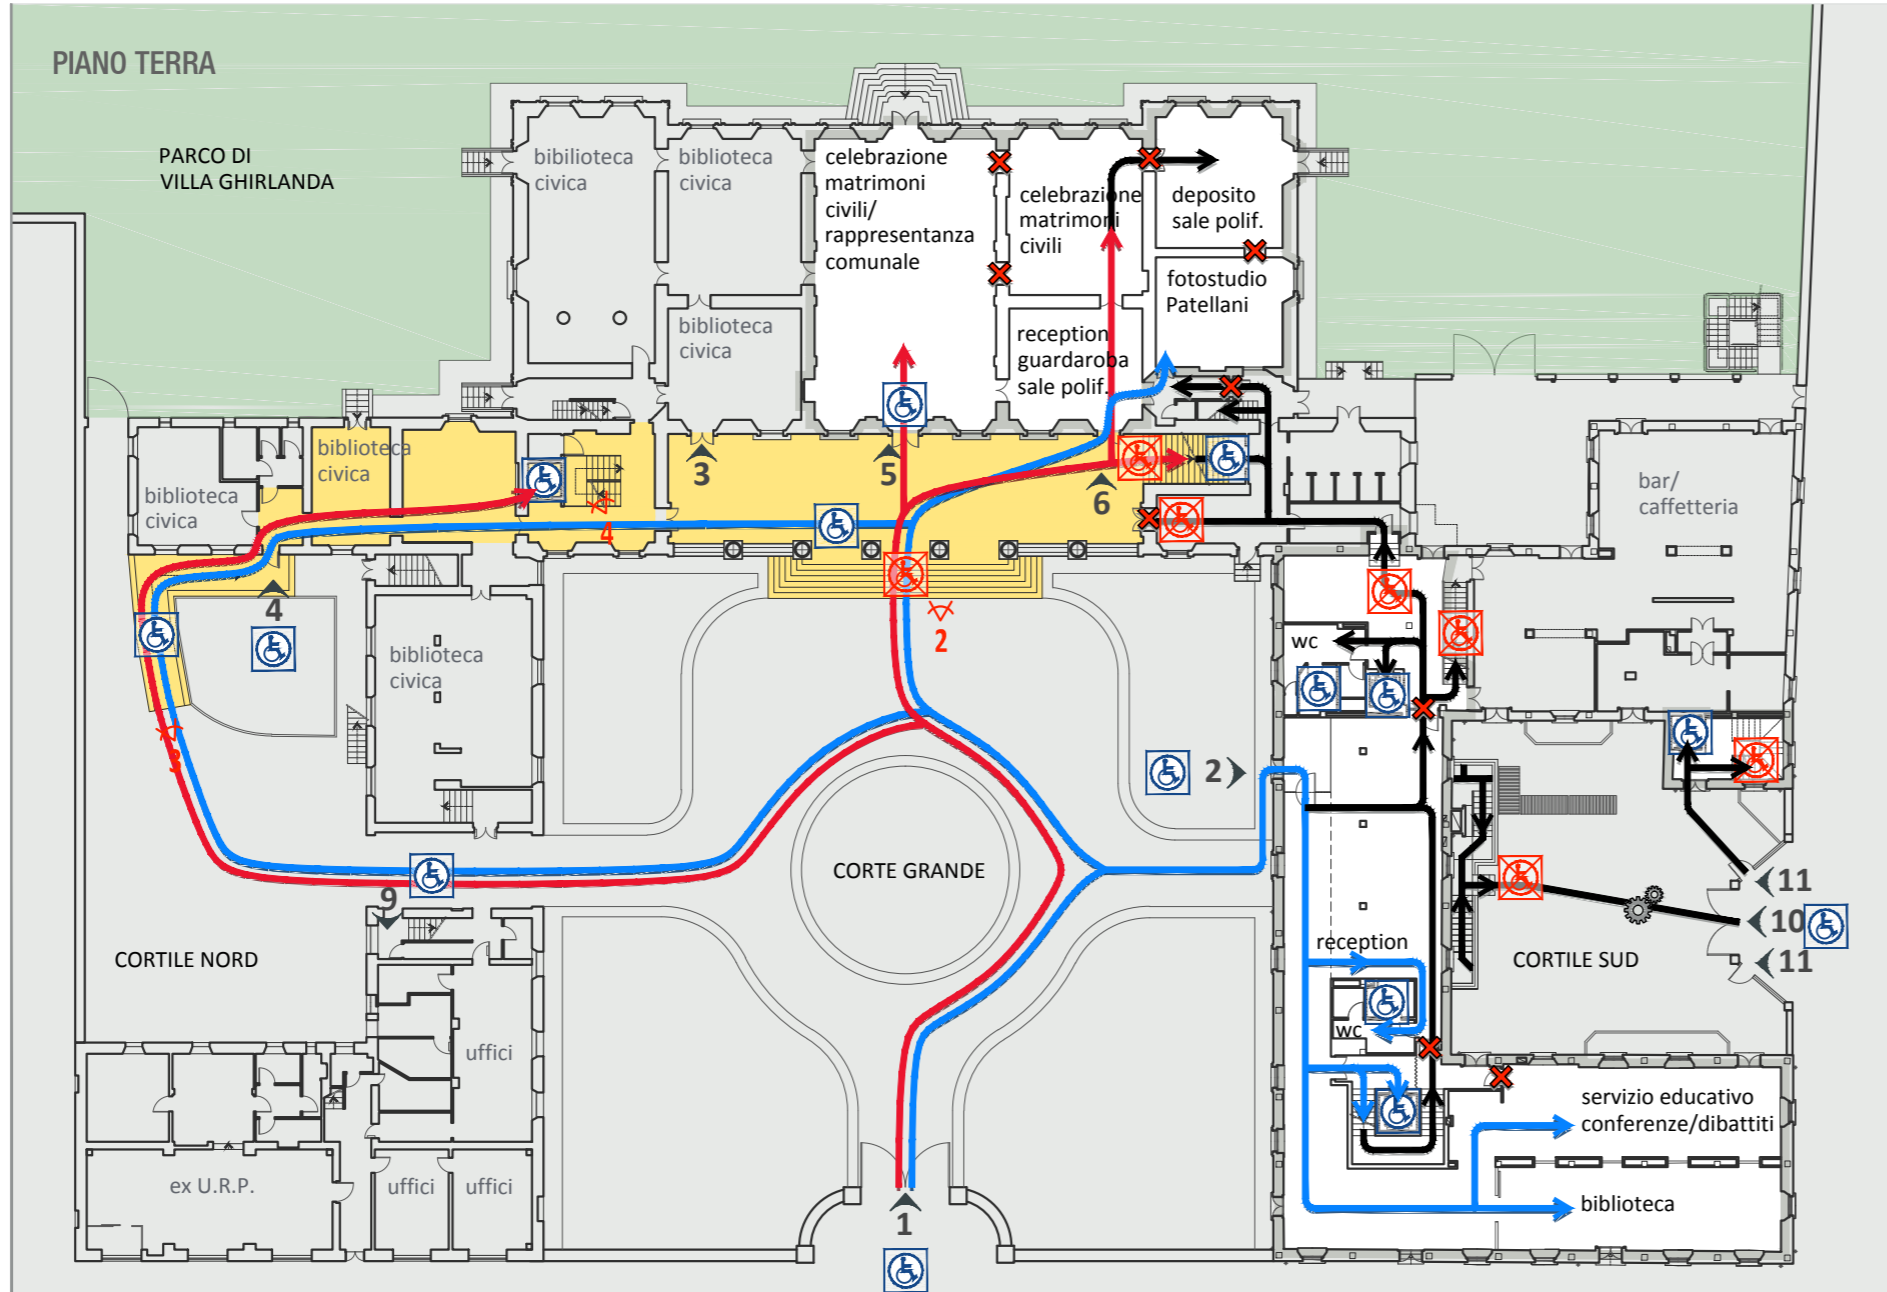 PIANO TERRA
PARCO DI
VILLA GHIRLANDA
bibilioteca
civica
biblioteca
civica
celebrazione
matrimoni
civili/
rappresentanza
comunale
celebrazione
matrimoni
civili
deposito
sale polif.
fotostudio
Patellani
biblioteca
civica
reception
guardaroba
sale polif.
biblioteca
civica
biblioteca
civica
3
5
6
bar/
caffetteria
4
4
2
biblioteca
civica
wc
3
2
CORTE GRANDE
9
11
10
11
CORTILE NORD
reception
CORTILE SUD
wc
uffici
servizio educativo
conferenze/dibattiti
ex U.R.P.
uffici
uffici
biblioteca
1